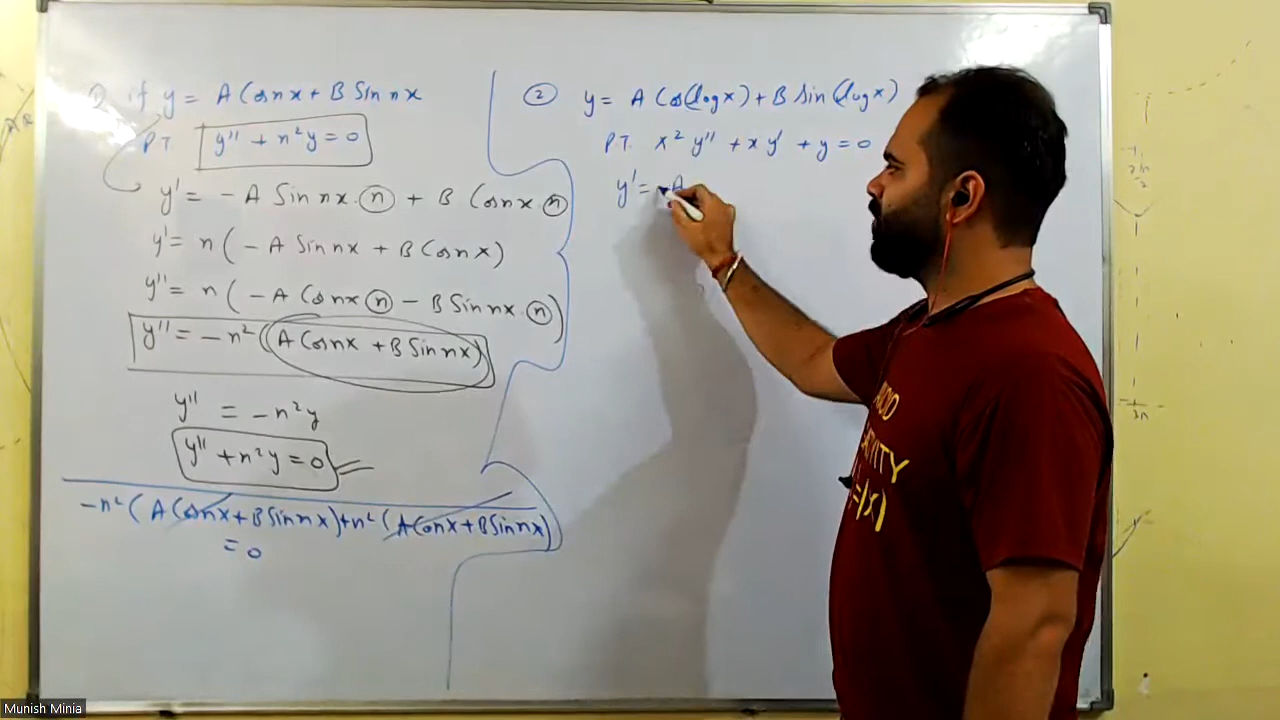 if y = A Cos nx + B Sin nx
P.T. y'' + n²y = 0
y' = - A Sin nx . n + B Cos nx . n
y' = n ( - A Sin nx + B Cos nx )
y'' = n ( - A Cos nx n - B Sin nx . n )
y'' = - n² ( A Cos nx + B Sin nx )
y'' = - n² y
y'' + n² y = 0
- n² ( A Cos nx + B Sin nx ) + n² ( A Cos nx + B Sin nx )
= 0
2 y = A Cos (log x) + B Sin (log x)
P.T. x² y'' + x y' + y = 0
y' = - A
Munish Minia